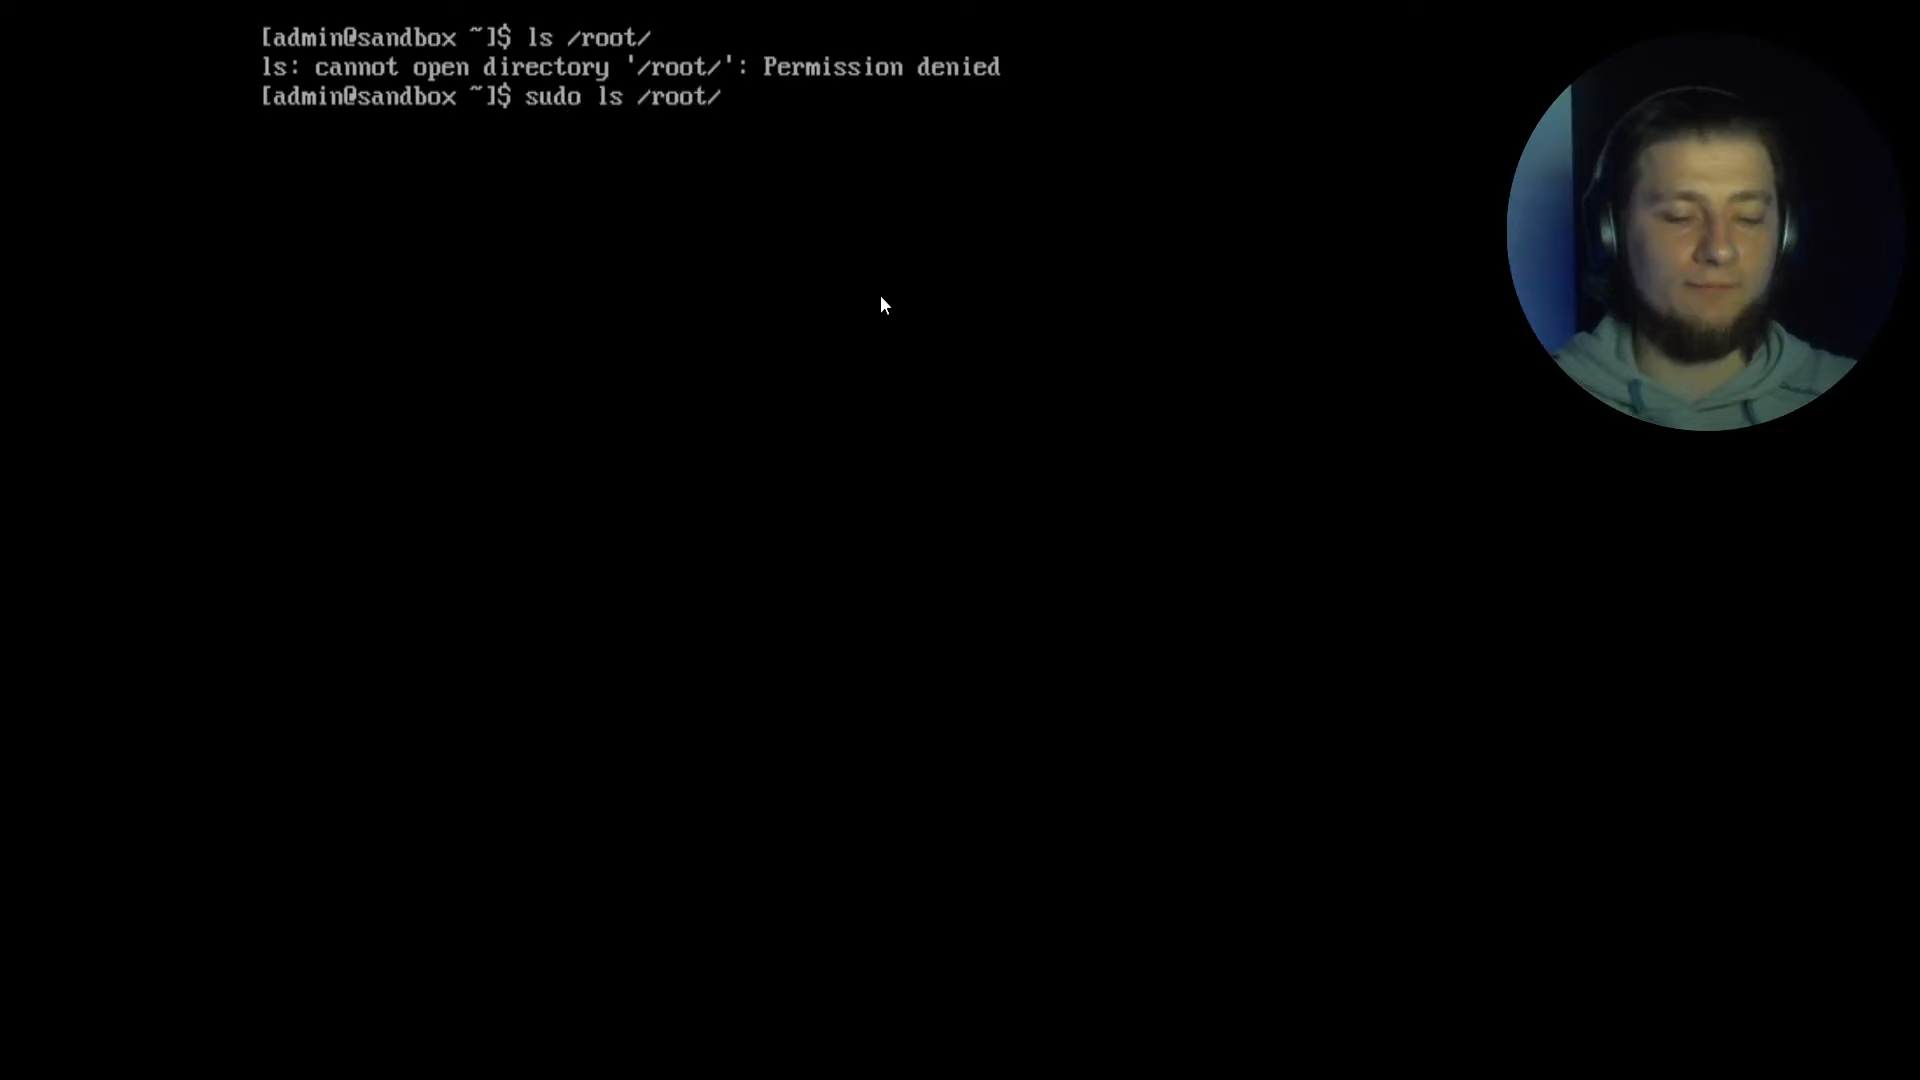 [admin@sandbox ~]$ ls /root/
ls: cannot open directory '/root/': Permission denied
[admin@sandbox ~]$ sudo ls /root/